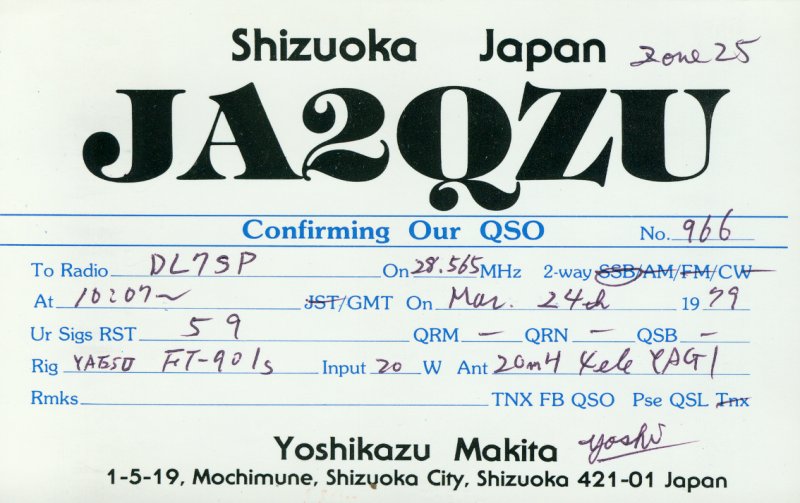 Shizuoka Japan zone 25
JA2QZU
Confirming Our QSO No. 966
To Radio DL7SP On 28.565 MHz 2-way SSB/AM/FM/CW
At 10:07~ JST/GMT On Mar. 24th 1979
Ur Sigs RST 59 QRM — QRN — QSB —
Rig YAESU FT-901s Input 20 W Ant 20mH 4ele YAGI
Rmks TNX FB QSO Pse QSL Tnx
Yoshikazu Makita Yoshi
1-5-19, Mochimune, Shizuoka City, Shizuoka 421-01 Japan